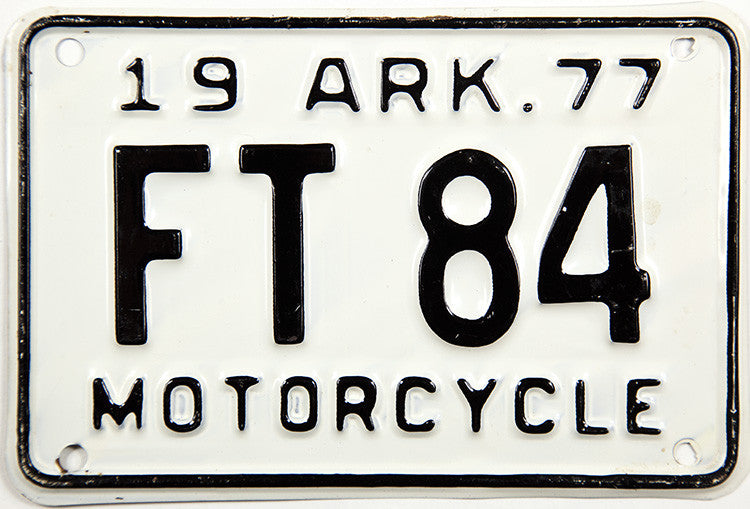 19 ARK. 77
FT 84
MOTORCYCLE